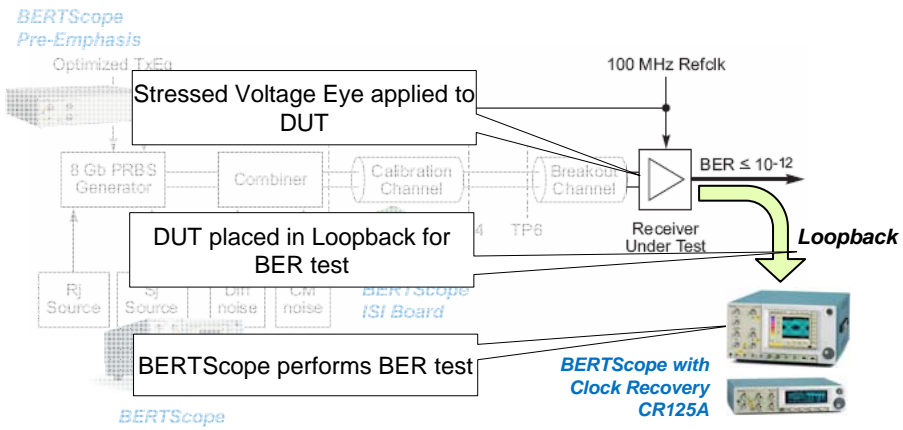 BERTScope
Pre-Emphasis
Optimized TxEq
100 MHz Refclk
Stressed Voltage Eye applied to
DUT
8 Gb PRBS
Generator
Combiner
Calibration
Channel
Breakout
Channel
BER ≤ 10-12
4
TP6
Receiver
Under Test
Loopback
DUT placed in Loopback for
BER test
Rj
Source
Sj
Source
Diff
noise
CM
noise
BERTScope
ISI Board
BERTScope performs BER test
BERTScope with
Clock Recovery
CR125A
BERTScope